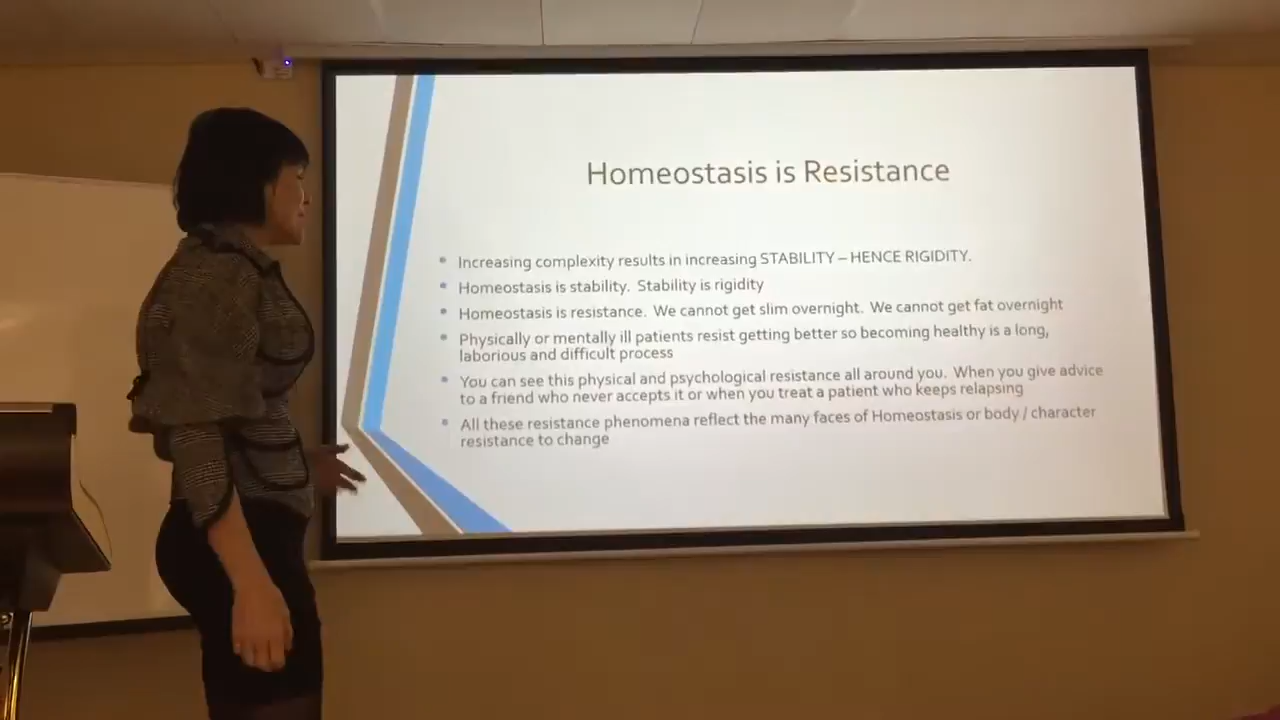 Homeostasis is Resistance
Increasing complexity results in increasing STABILITY – HENCE RIGIDITY.
Homeostasis is stability. Stability is rigidity
Homeostasis is resistance. We cannot get slim overnight. We cannot get fat overnight
Physically or mentally ill patients resist getting better so becoming healthy is a long,
laborious and difficult process
You can see this physical and psychological resistance all around you. When you give advice
to a friend who never accepts it or when you treat a patient who keeps relapsing
All these resistance phenomena reflect the many faces of Homeostasis or body / character
resistance to change